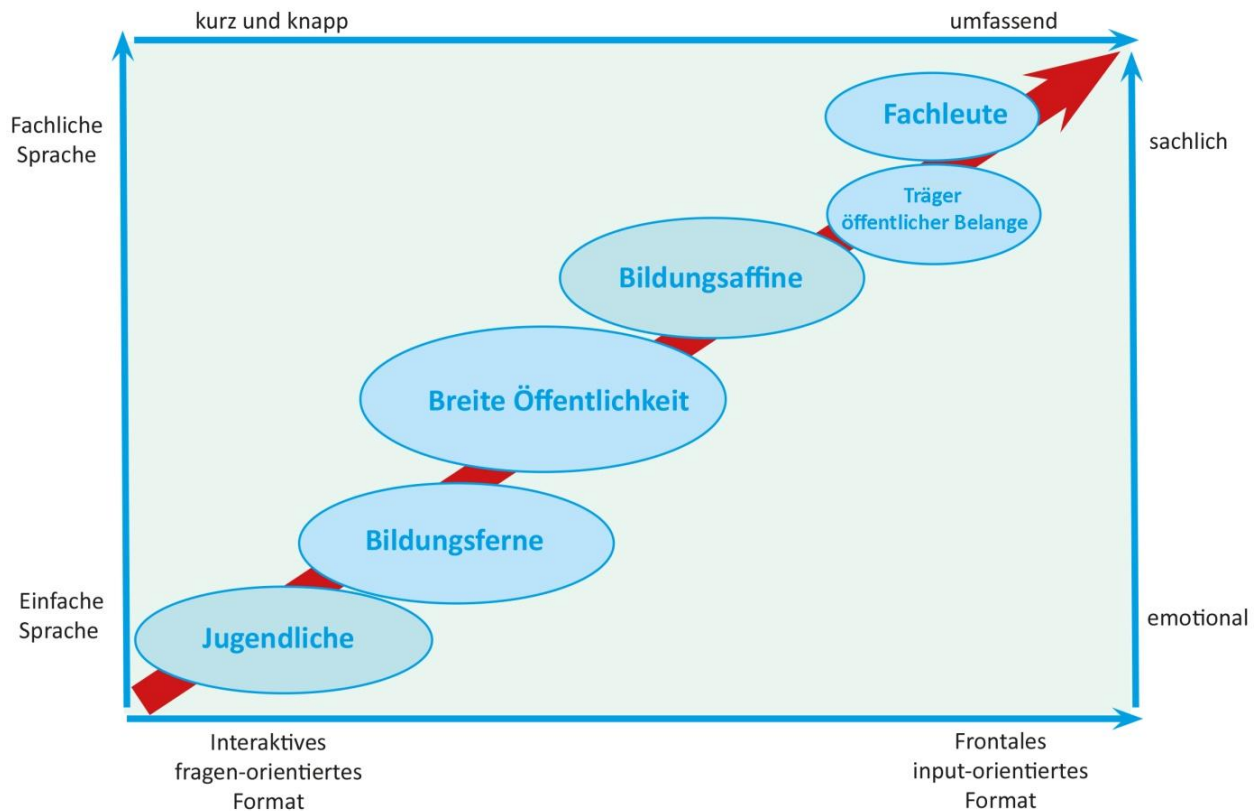 kurz und knapp
umfassend
Fachliche
Sprache
Fachleute
sachlich
Träger
öffentlicher Belange
Bildungsaffine
Breite Öffentlichkeit
Bildungsferne
Einfache
Sprache
Jugendliche
emotional
Interaktives
fragen-orientiertes
Format
Frontales
input-orientiertes
Format